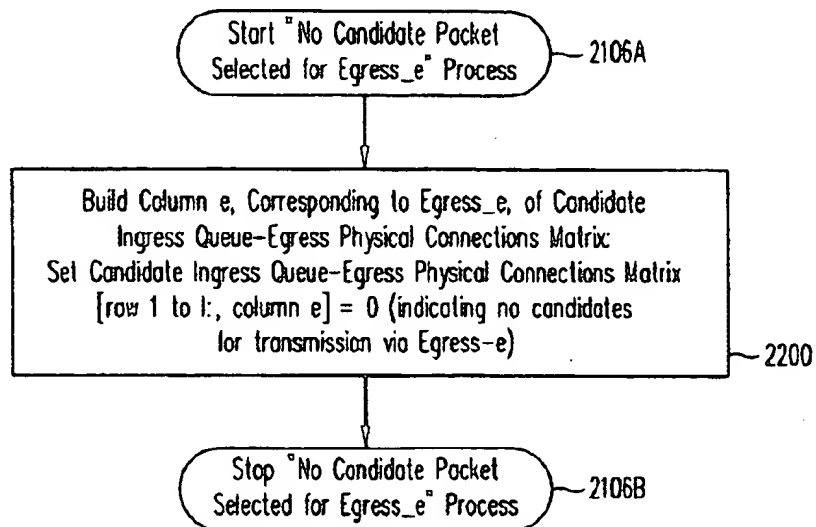 Start "No Candidate Packet
Selected for Egress_e" Process
2106A
Build Column e, Corresponding to Egress_e, of Candidate
Ingress Queue-Egress Physical Connections Matrix:
Set Candidate Ingress Queue-Egress Physical Connections Matrix
[row 1 to I:, column e] = 0 (indicating no candidates
for transmission via Egress-e)
2200
Stop "No Candidate Packet
Selected for Egress_e" Process
2106B